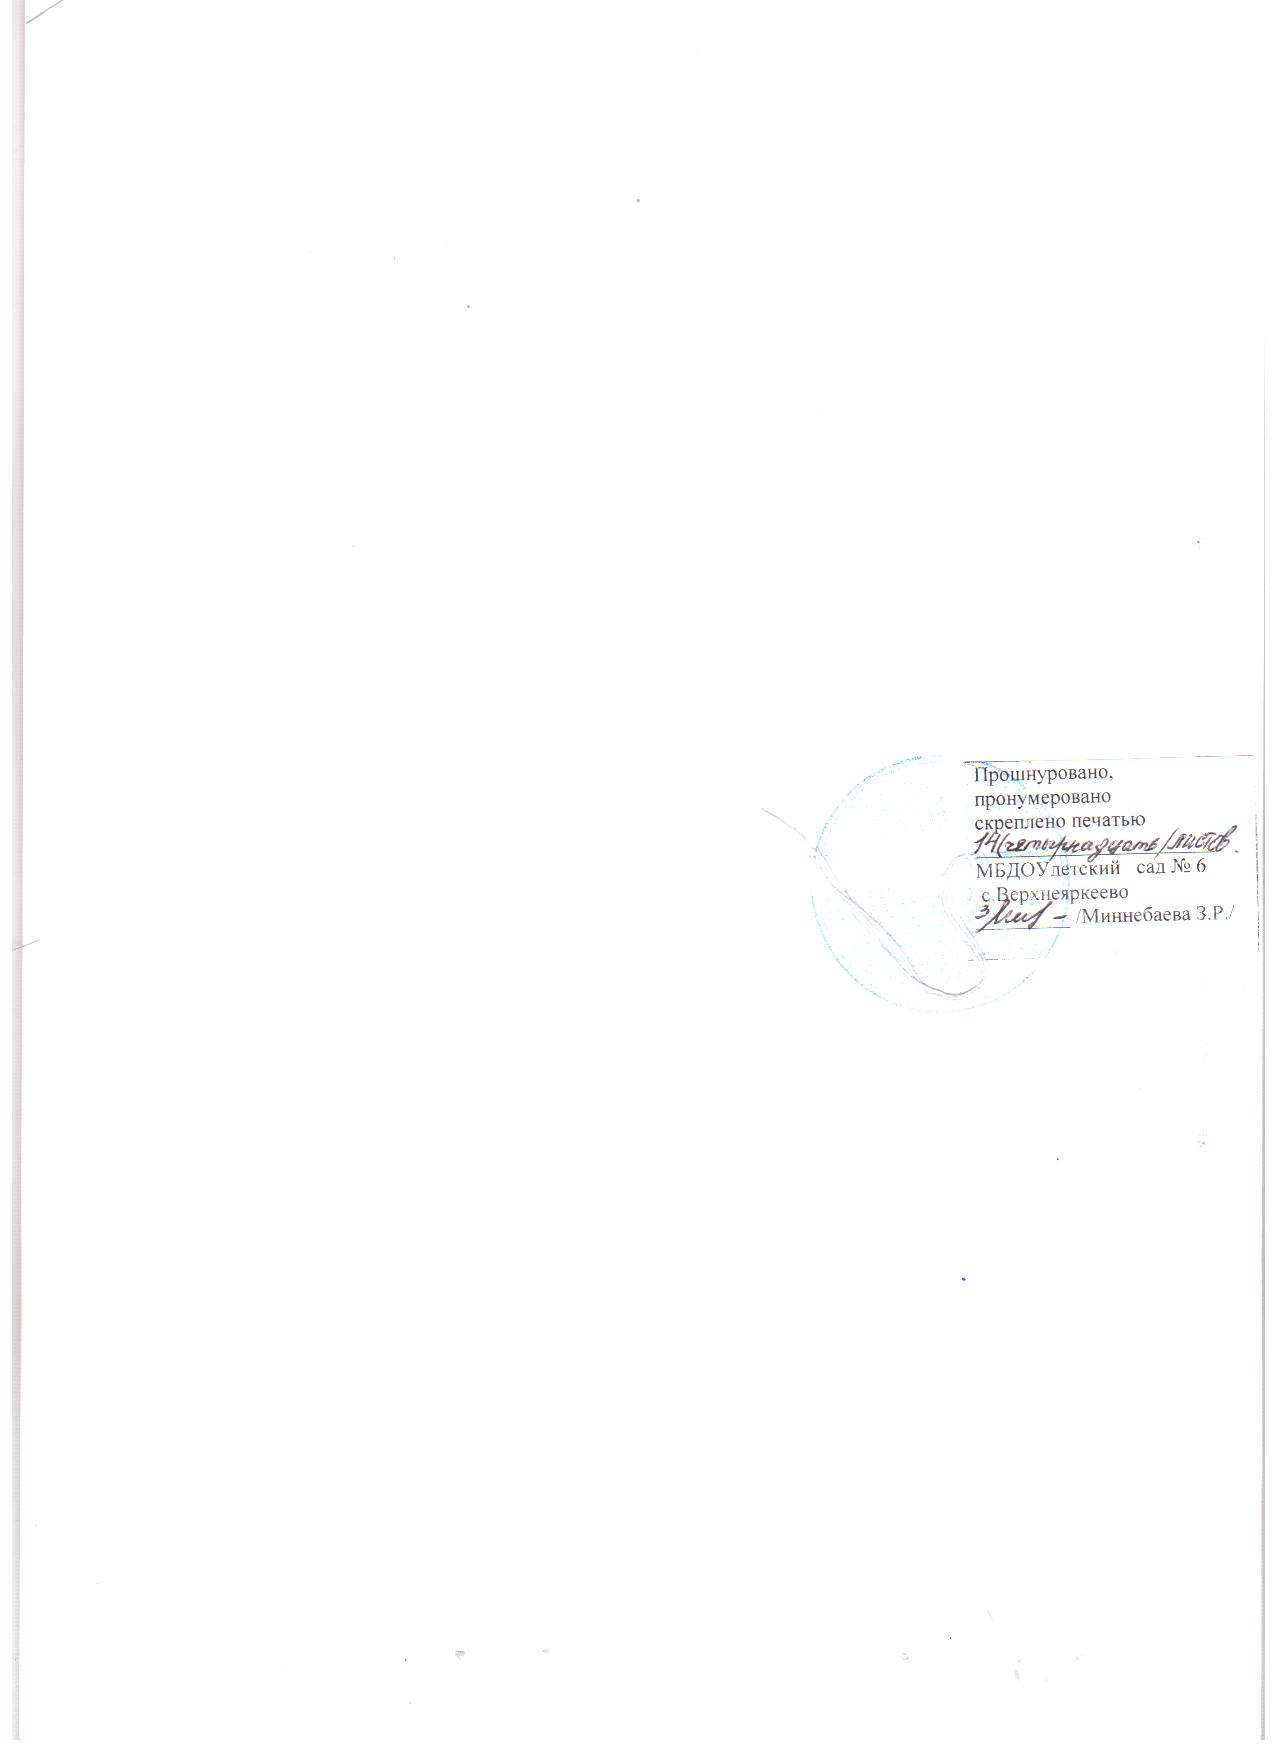 Прошнуровано,
пронумеровано
скреплено печатью
14(четырнадцать/листов.
МБДОУдетский сад № 6
с.Верхнеяркеево
/Миннебаева З.Р./